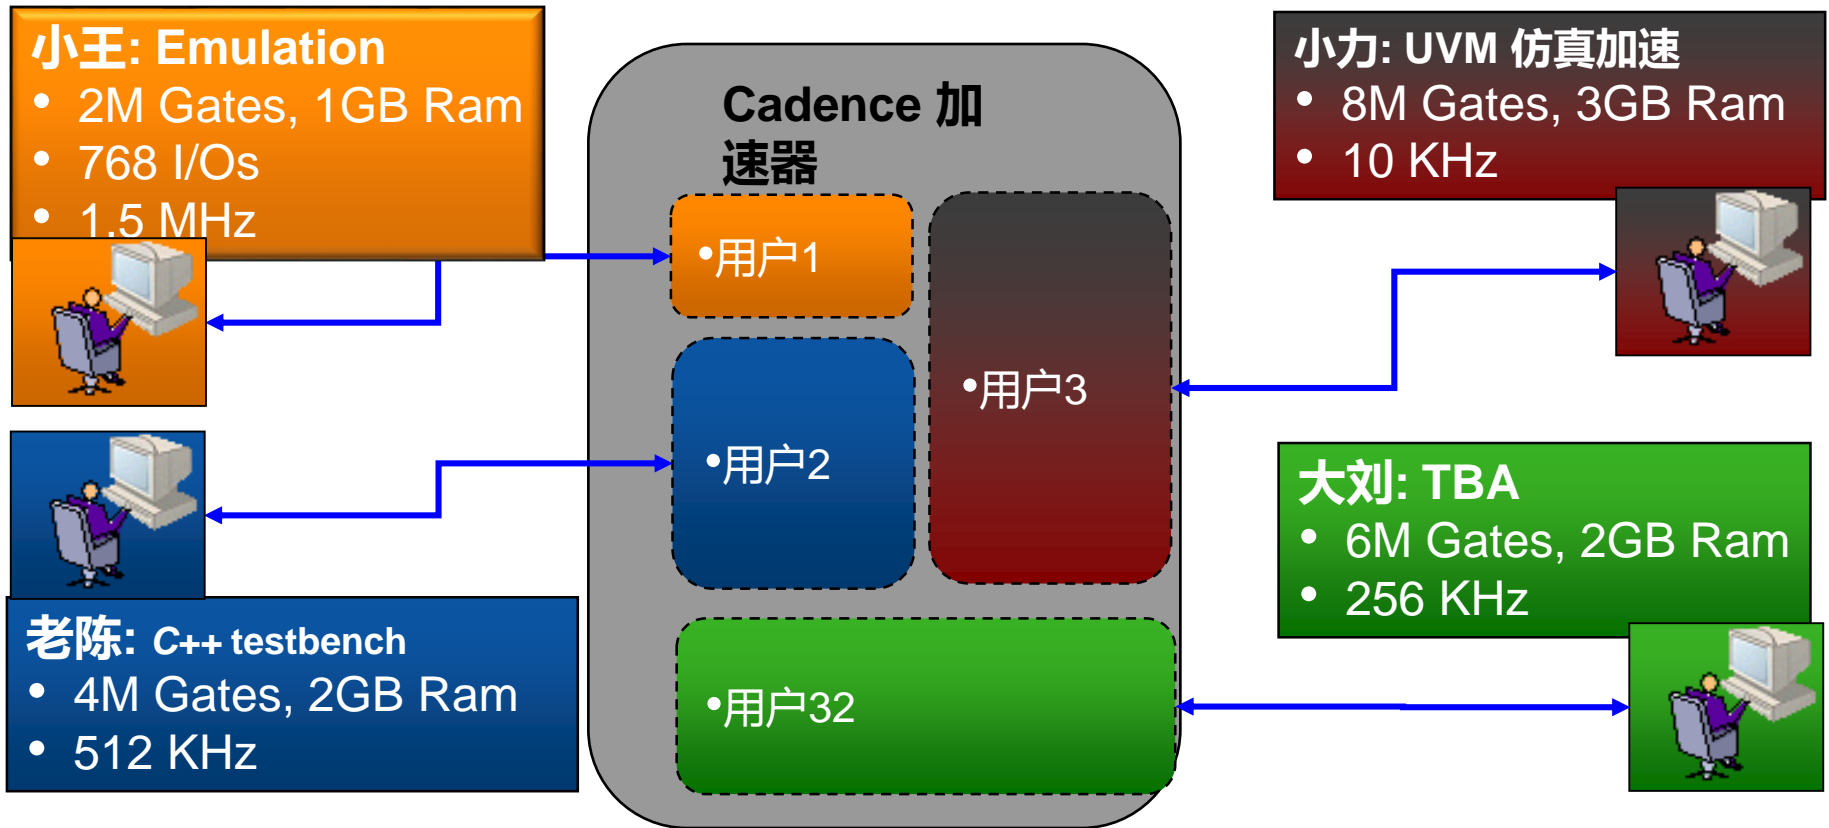 小王: Emulation
• 2M Gates, 1GB Ram
• 768 I/Os
• 1.5 MHz
Cadence 加
速器
•用户1
•用户2
•用户3
•用户32
小力: UVM 仿真加速
• 8M Gates, 3GB Ram
• 10 KHz
老陈: C++ testbench
• 4M Gates, 2GB Ram
• 512 KHz
大刘: TBA
• 6M Gates, 2GB Ram
• 256 KHz